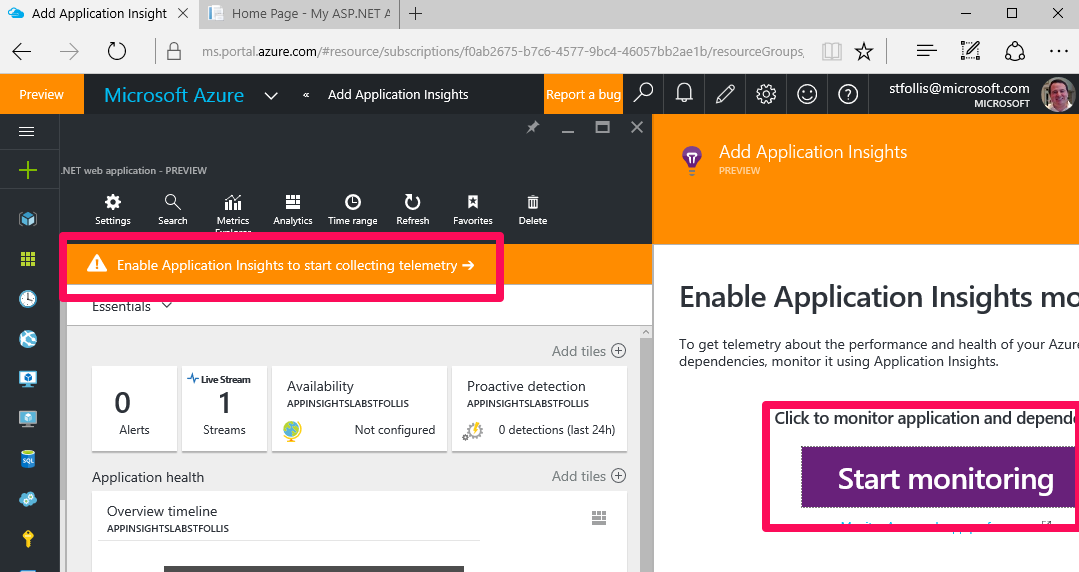 Add Application Insight
Home Page - My ASP.NET A
ms.portal.azure.com/#resource/subscriptions/f0ab2675-b7c6-4577-9bc4-46057bb2ae1b/resourceGroups
Preview
Microsoft Azure
«
Add Application Insights
Report a bug
stfollis@microsoft.com
MICROSOFT
.NET web application - PREVIEW
Settings
Search
Metrics
Explorer
Analytics
Time range
Refresh
Favorites
Delete
Enable Application Insights to start collecting telemetry →
Essentials
Add tiles
0
Alerts
Live Stream
1
Streams
Availability
APPINSIGHTSLABSTFOLLIS
Not configured
Proactive detection
APPINSIGHTSLABSTFOLLIS
0 detections (last 24h)
Application health
Add tiles
Overview timeline
APPINSIGHTSLABSTFOLLIS
SQL
Add Application Insights
PREVIEW
Enable Application Insights mo
To get telemetry about the performance and health of your Azure
dependencies, monitor it using Application Insights.
Click to monitor application and depende
Start monitoring